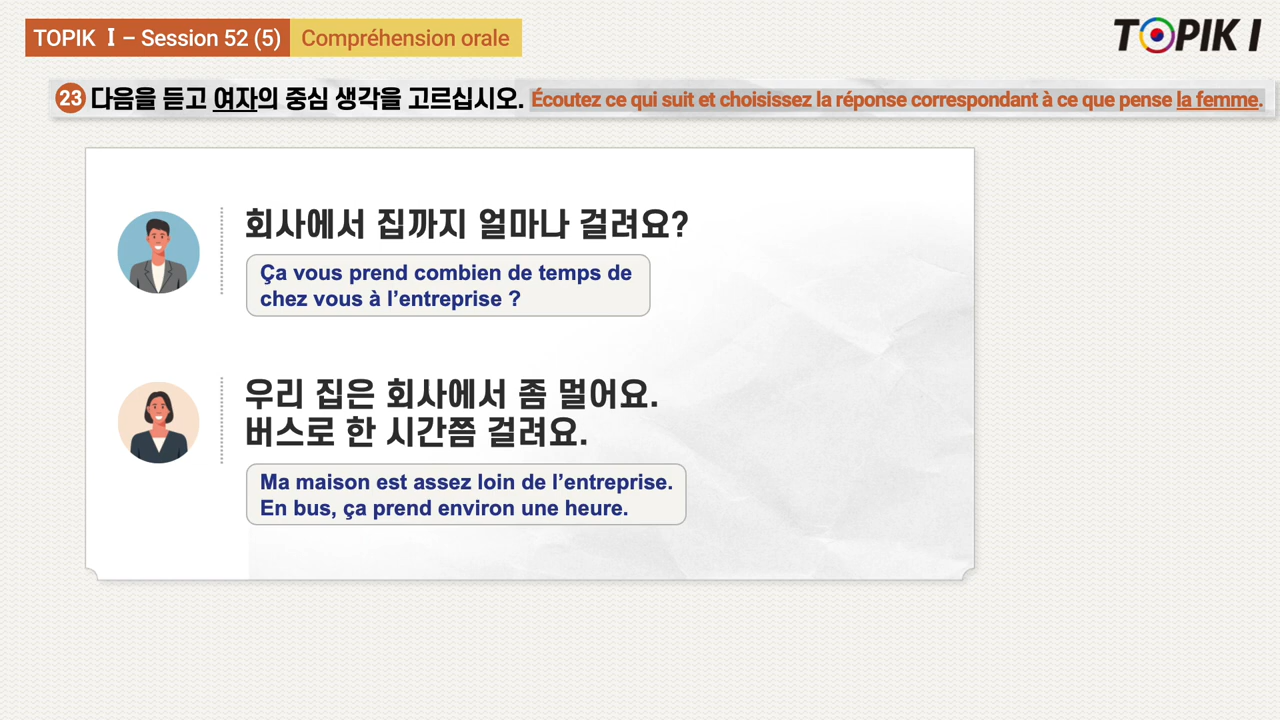 TOPIK Ⅰ – Session 52 (5) Compréhension orale
TOPIK I
23 다음을 듣고 여자의 중심 생각을 고르십시오. Écoutez ce qui suit et choisissez la réponse correspondant à ce que pense la femme.
회사에서 집까지 얼마나 걸려요?
Ça vous prend combien de temps de
chez vous à l’entreprise ?
우리 집은 회사에서 좀 멀어요.
버스로 한 시간쯤 걸려요.
Ma maison est assez loin de l’entreprise.
En bus, ça prend environ une heure.